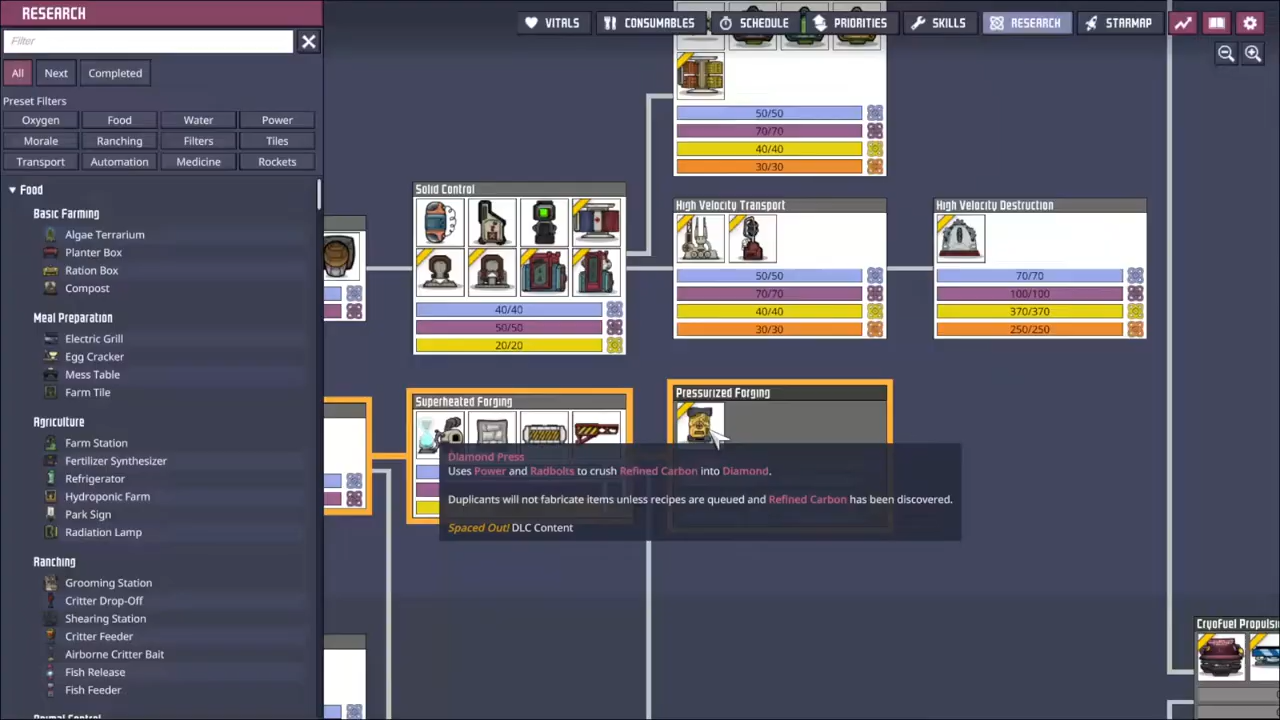 RESEARCH
VITALS
CONSUMABLES
SCHEDULE
PRIORITIES
SKILLS
RESEARCH
STARMAP
Filter
All
Next
Completed
Preset Filters
Oxygen
Food
Water
Power
Morale
Ranching
Filters
Tiles
Transport
Automation
Medicine
Rockets
Food
Basic Farming
Algae Terrarium
Planter Box
Ration Box
Compost
Meal Preparation
Electric Grill
Egg Cracker
Mess Table
Farm Tile
Agriculture
Farm Station
Fertilizer Synthesizer
Refrigerator
Hydroponic Farm
Park Sign
Radiation Lamp
Ranching
Grooming Station
Critter Drop-Off
Shearing Station
Critter Feeder
Airborne Critter Bait
Fish Release
Fish Feeder
Animal Control
50/50
70/70
40/40
30/30
Solid Control
40/40
50/50
20/20
High Velocity Transport
50/50
70/70
40/40
30/30
High Velocity Destruction
70/70
100/100
370/370
250/250
Superheated Forging
Pressurized Forging
Diamond Press
Uses Power and Radbolts to crush Refined Carbon into Diamond.
Duplicants will not fabricate items unless recipes are queued and Refined Carbon has been discovered.
Spaced Out! DLC Content
CryoFuel Propulsi